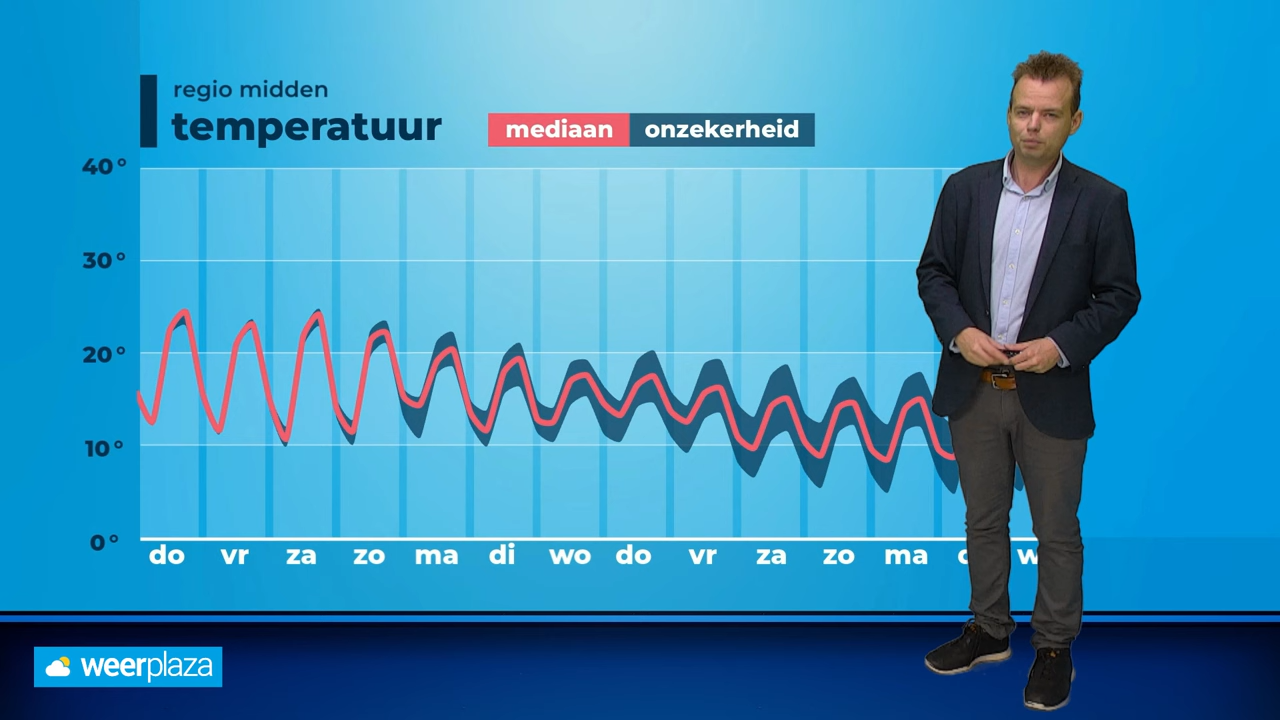 regio midden
temperatuur
mediaan onzekerheid
40°
30°
20°
10°
0°
do vr za zo ma di wo do vr za zo ma
weerplaza